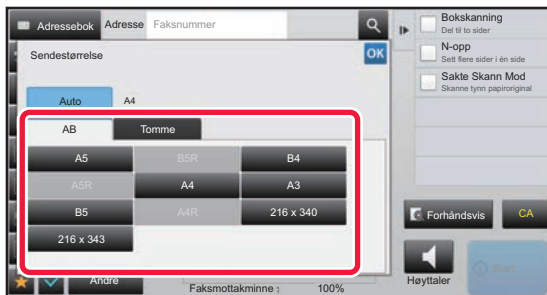 Adressebok
Adresse
Faksnummer
Sendestørrelse
OK
Auto
A4
AB
Tomme
A5
B5R
B4
A5R
A4
A3
B5
A4R
216 x 340
216 x 343
Andre
Faksmottakminne :
100%
Bokskanning
Del til to sider
N-opp
Sett flere sider i én side
Sakte Skann Mod
Skanne tynn papiroriginal
Forhåndsvis
CA
Høyttaler
Start